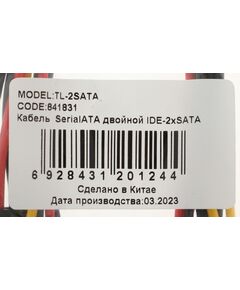 MODEL:TL-2SATA
CODE:841831
Кабель SerialATA двойной IDE-2xSATA
6 928431 201244
Сделано в Китае
Дата производства:03.2023